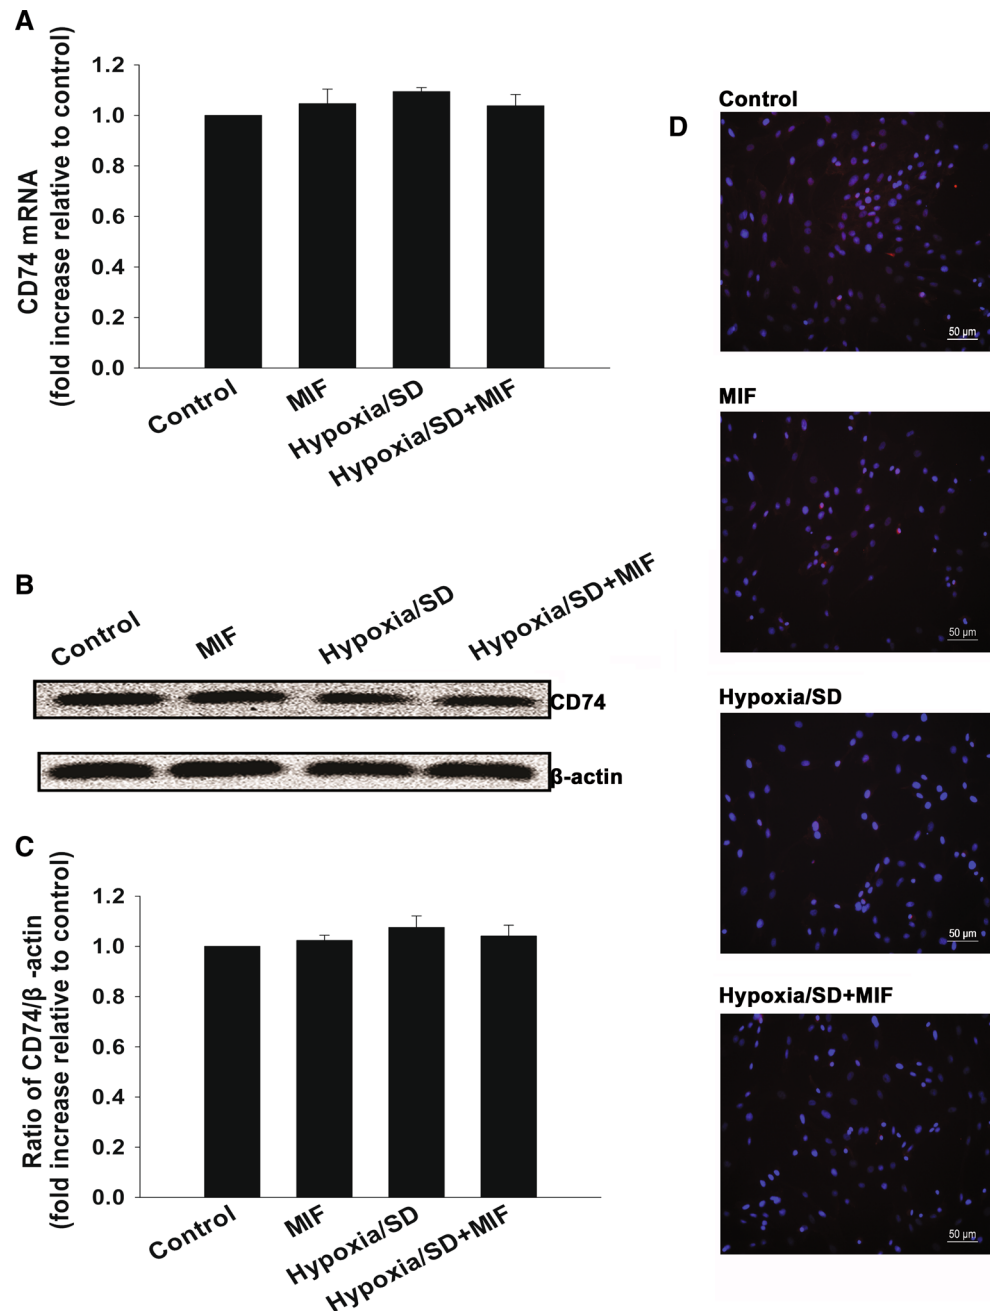 A
CD74 mRNA
(fold increase relative to control)
1.2
1.0
0.8
0.6
0.4
0.2
0.0
Control
MIF
Hypoxia/SD
Hypoxia/SD+MIF
B
Control
MIF
Hypoxia/SD
Hypoxia/SD+MIF
CD74
β-actin
C
Ratio of CD74/β -actin
(fold increase relative to control)
1.2
1.0
0.8
0.6
0.4
0.2
0.0
Control
MIF
Hypoxia/SD
Hypoxia/SD+MIF
D
Control
50 µm
MIF
50 µm
Hypoxia/SD
50 µm
Hypoxia/SD+MIF
50 µm